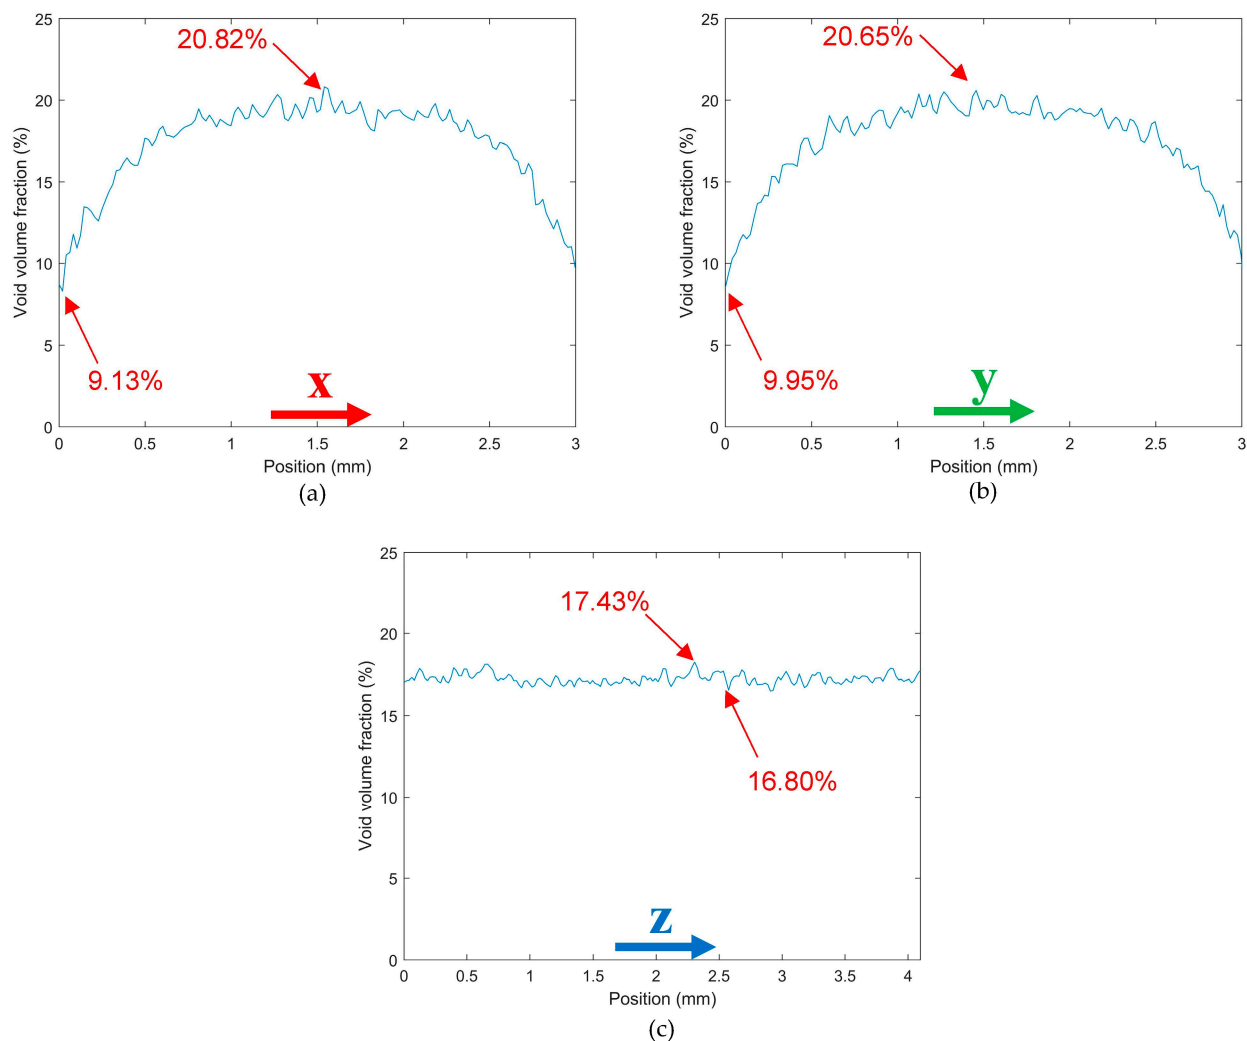 25
20
15
10
5
0
Void volume fraction (%)
20.82%
9.13%
x
0 0.5 1 1.5 2 2.5 3
Position (mm)
(a)
25
20
15
10
5
0
Void volume fraction (%)
20.65%
9.95%
y
0 0.5 1 1.5 2 2.5 3
Position (mm)
(b)
25
20
15
10
5
0
Void volume fraction (%)
17.43%
16.80%
z
0 0.5 1 1.5 2 2.5 3 3.5 4
Position (mm)
(c)